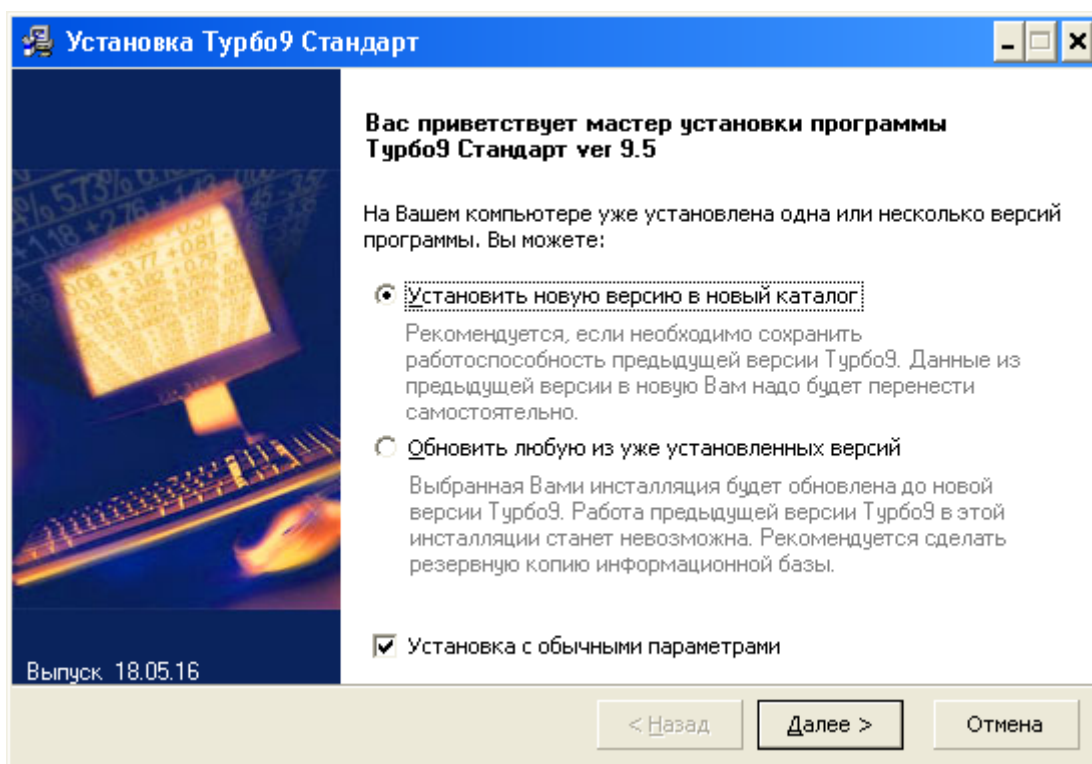 Установка Турбо9 Стандарт
Вас приветствует мастер установки программы
Турбо9 Стандарт ver 9.5
На Вашем компьютере уже установлена одна или несколько версий
программы. Вы можете:
Установить новую версию в новый каталог
Рекомендуется, если необходимо сохранить
работоспособность предыдущей версии Турбо9. Данные из
предыдущей версии в новую Вам надо будет перенести
самостоятельно.
Обновить любую из уже установленных версий
Выбранная Вами инсталляция будет обновлена до новой
версии Турбо9. Работа предыдущей версии Турбо9 в этой
инсталляции станет невозможна. Рекомендуется сделать
резервную копию информационной базы.
Установка с обычными параметрами
Выпуск 18.05.16
< Назад
Далее >
Отмена